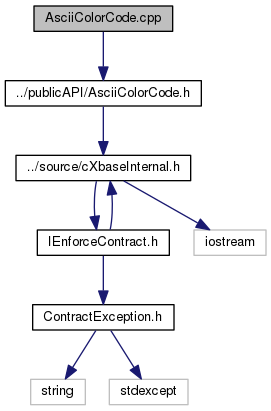 AsciiColorCode.cpp
../publicAPI/AsciiColorCode.h
../source/cXbaseInternal.h
IEnforceContract.h
iostream
ContractException.h
string
stdexcept